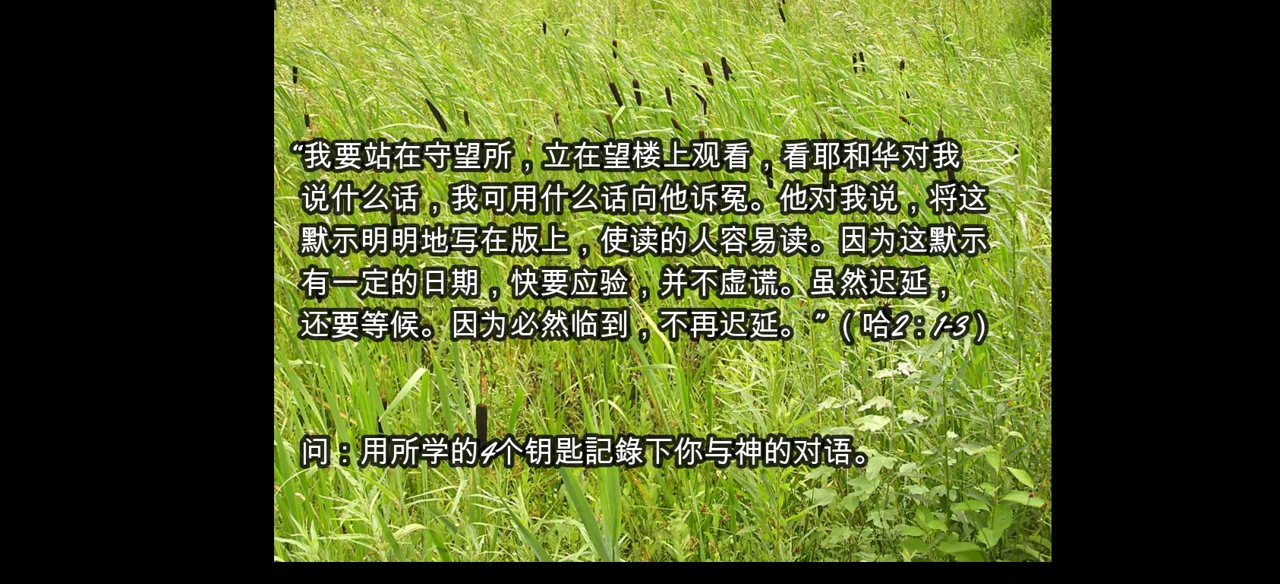 “我要站在守望所，立在望楼上观看，看耶和华对我
说什么话，我可用什么话向他诉冤。他对我说，将这
默示明明地写在版上，使读的人容易读。因为这默示
有一定的日期，快要应验，并不虚谎。虽然迟延，
还要等候。因为必然临到，不再迟延。”（哈2：1-3）
问：用所学的4个钥匙記錄下你与神的对语。